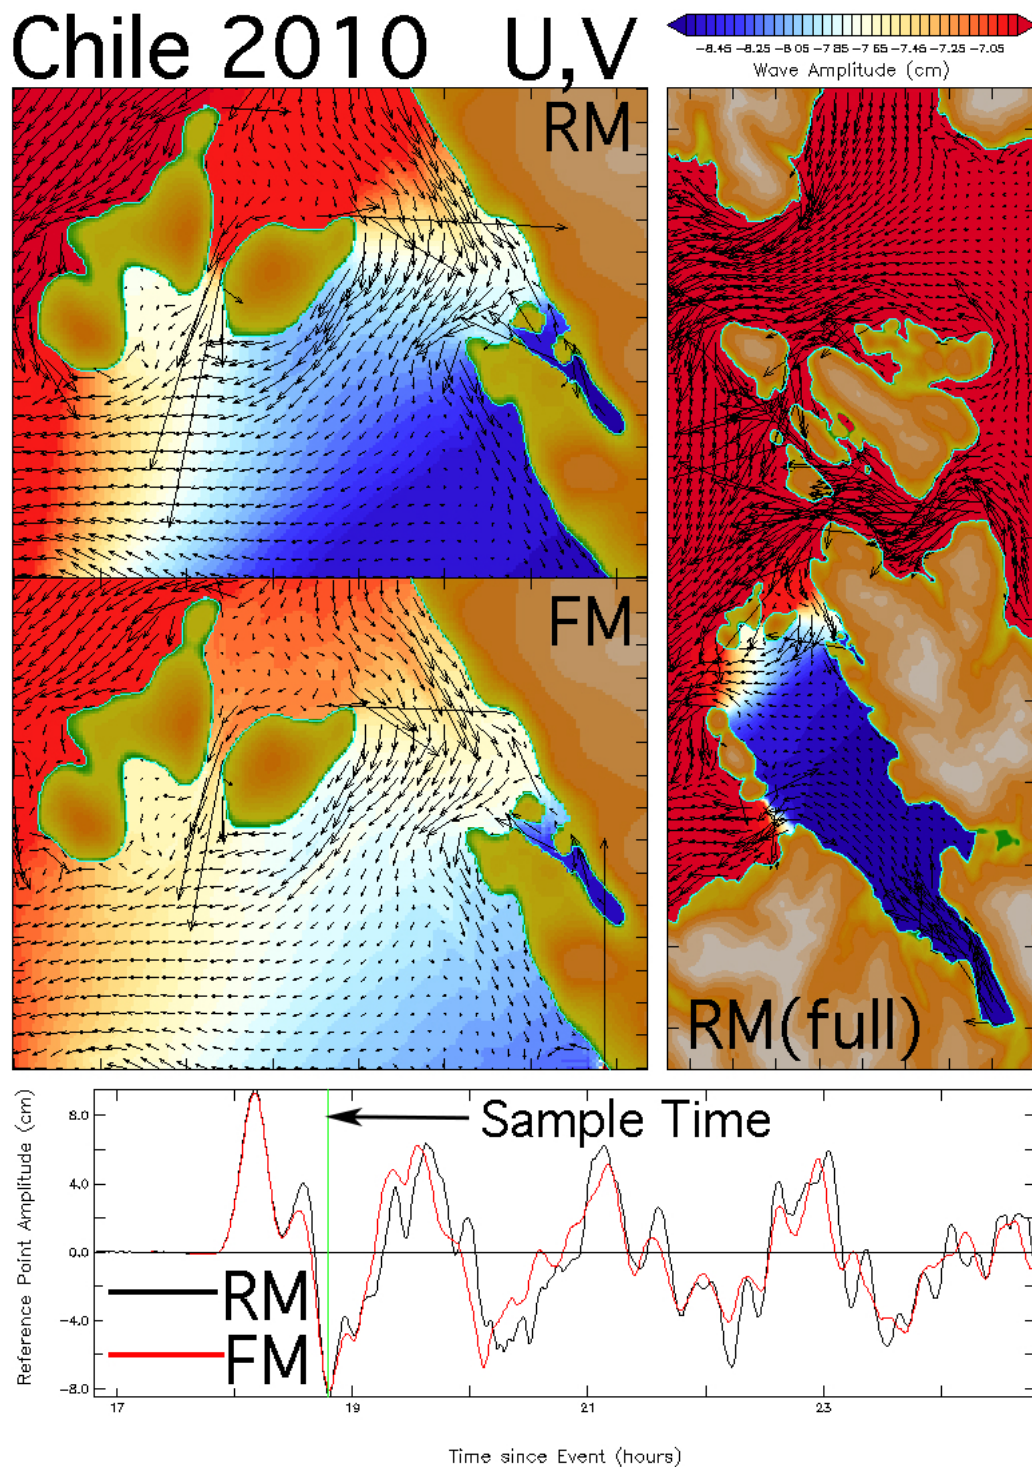 Chile 2010 U,V
-8.45 -8.25 -8.05 -7.85 -7.65 -7.45 -7.25 -7.05
Wave Amplitude (cm)
RM
FM
RM(full)
Sample Time
Reference Point Amplitude (cm)
8.0
4.0
0.0
-4.0
-8.0
RM
FM
17 19 21 23
Time since Event (hours)